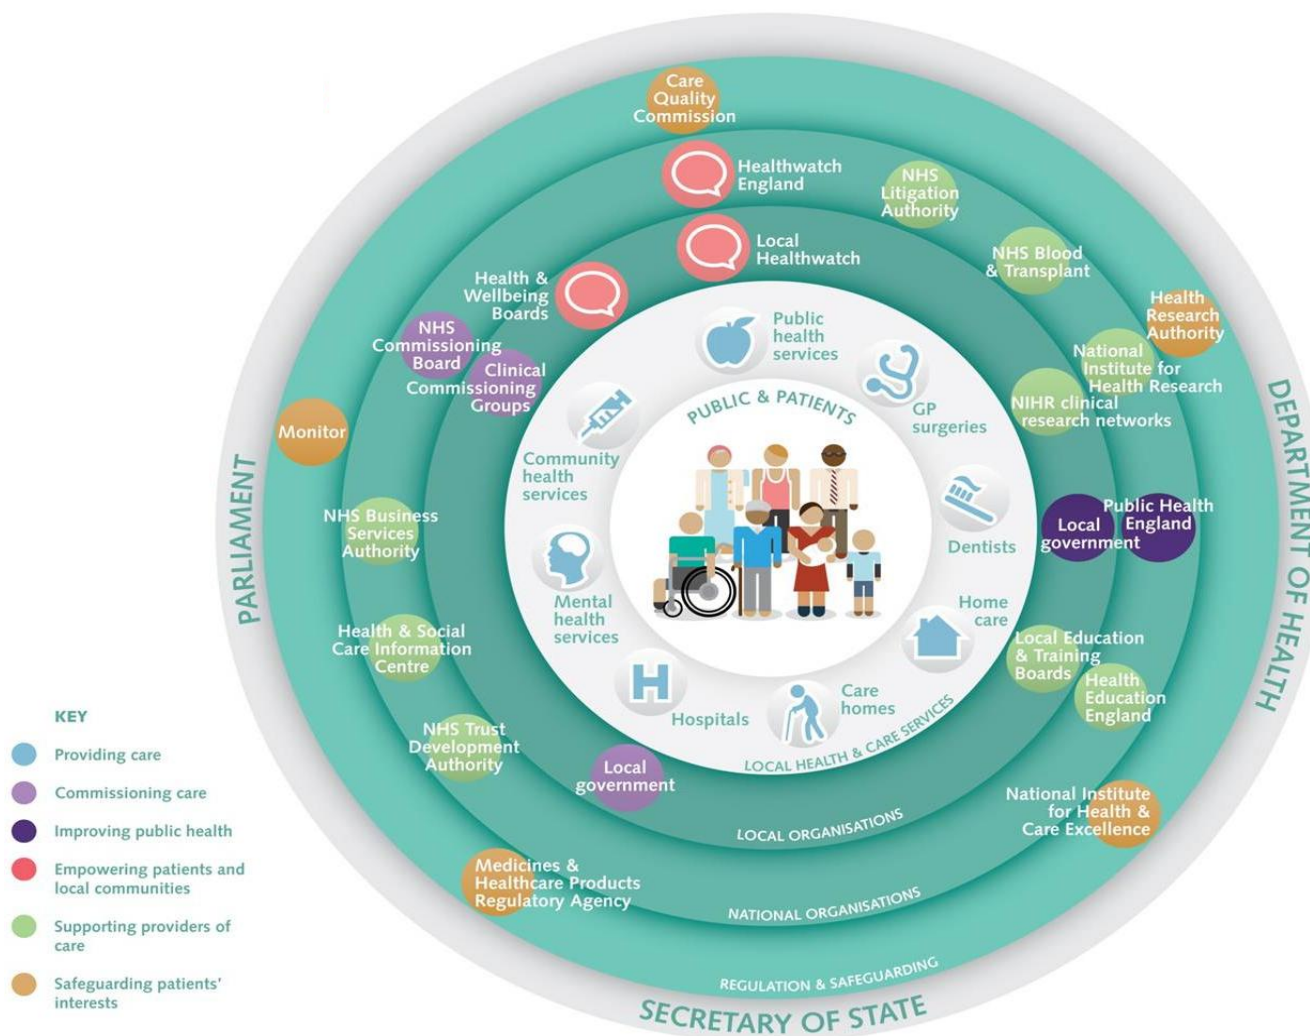 Care
Quality
Commission
Healthwatch
England
NHS
Litigation
Authority
Local
Healthwatch
NHS Blood
& Transplant
Health &
Wellbeing
Boards
Health
Research
Authority
NHS
Commissioning
Board
Clinical
Commissioning
Groups
Public
health
services
National
Institute for
Health Research
GP
surgeries
NIHR clinical
research networks
PUBLIC & PATIENTS
Monitor
Community
health
services
PARLIAMENT
DEPARTMENT OF HEALTH
NHS Business
Services
Authority
Dentists
Local
government
Public Health
England
Mental
health
services
Home
care
Health & Social
Care Information
Centre
Local Education
& Training
Boards
Health
Education
England
Hospitals
Care
homes
LOCAL HEALTH & CARE SERVICES
NHS Trust
Development
Authority
Local
government
National Institute
for Health &
Care Excellence
LOCAL ORGANISATIONS
Medicines &
Healthcare Products
Regulatory Agency
NATIONAL ORGANISATIONS
REGULATION & SAFEGUARDING
SECRETARY OF STATE
KEY
Providing care
Commissioning care
Improving public health
Empowering patients and
local communities
Supporting providers of
care
Safeguarding patients'
interests
H